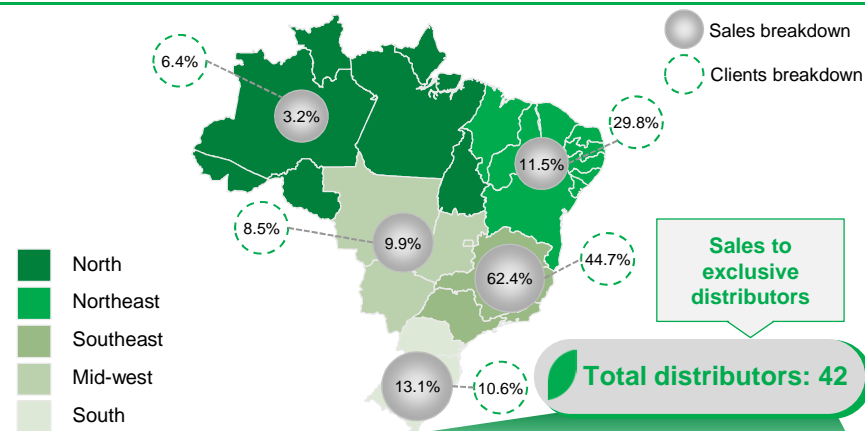 Sales breakdown
Clients breakdown
6.4%
3.2%
29.8%
11.5%
8.5%
9.9%
44.7%
62.4%
13.1%
10.6%
North
Northeast
Southeast
Mid-west
South
Sales to
exclusive
distributors
Total distributors: 42